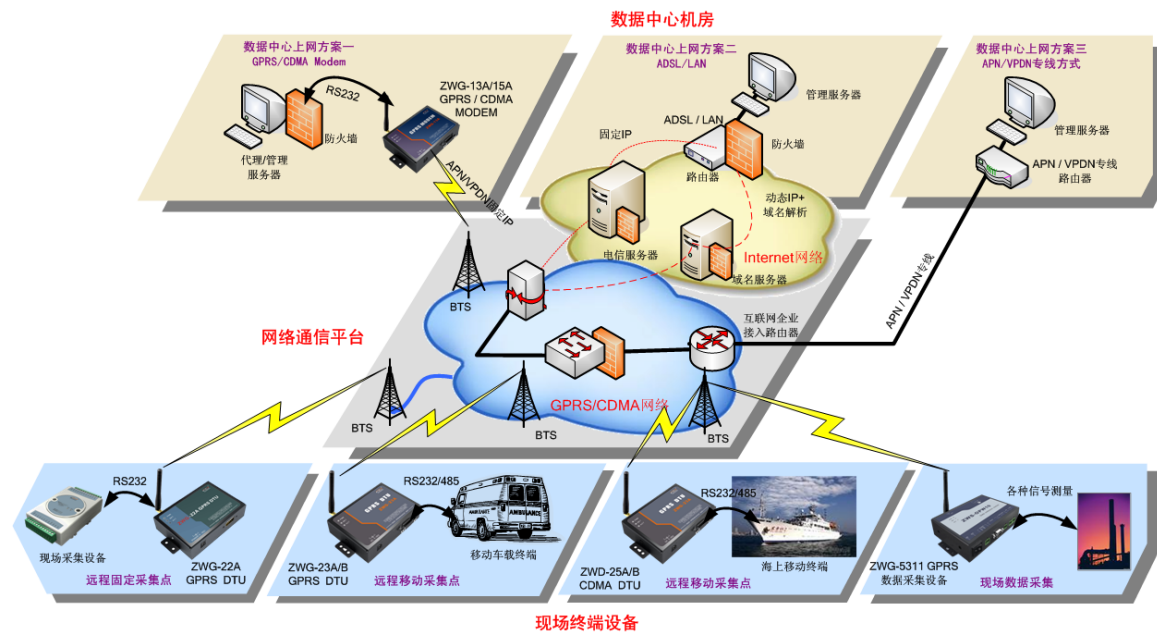 数据中心机房
数据中心上网方案一
GPRS/CDMA Modem
RS232
ZWG-13A/15A
GPRS / CDMA
MODEM
防火墙
代理/管理
服务器
APN/VPDN固定IP
数据中心上网方案二
ADSL/LAN
管理服务器
ADSL / LAN
固定IP
防火墙
路由器
动态IP+
域名解析
电信服务器
Internet网络
域名服务器
数据中心上网方案三
APN/VPDN专线方式
管理服务器
APN / VPDN专线
路由器
APN / VPDN专线
BTS
网络通信平台
互联网企业
接入路由器
GPRS/CDMA网络
BTS
BTS
BTS
RS232
现场采集设备
ZWG-22A
GPRS DTU
远程固定采集点
RS232/485
GPRS DTU
移动车载终端
ZWG-23A/B
GPRS DTU
远程移动采集点
RS232/485
GPRS DTU
海上移动终端
ZWD-25A/B
CDMA DTU
远程移动采集点
各种信号测量
ZWG-5311 GPRS
数据采集设备
现场数据采集
现场终端设备